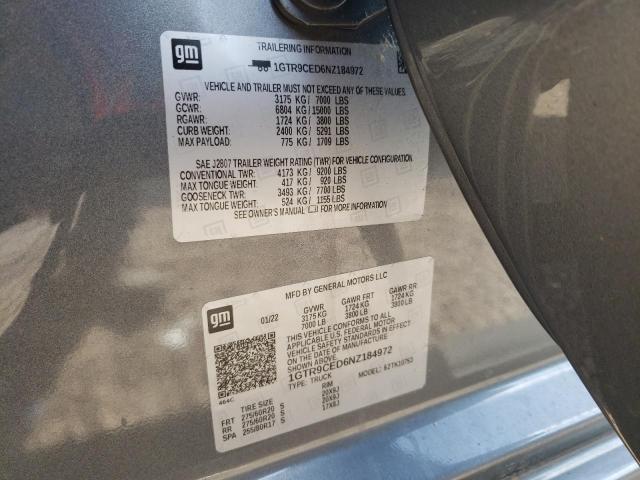 gm
TRAILERING INFORMATION
1GTR9CED6NZ184972
VEHICLE AND TRAILER MUST NOT EXCEED ANY OF THESE VALUES
GVWR: 3175 KG / 7000 LBS
GCWR: 6804 KG / 15000 LBS
RGAWR: 1724 KG / 3800 LBS
CURB WEIGHT: 2400 KG / 5291 LBS
MAX PAYLOAD: 775 KG / 1709 LBS
SAE J2807 TRAILER WEIGHT RATING (TWR) FOR VEHICLE CONFIGURATION
CONVENTIONAL TWR: 4173 KG / 9200 LBS
MAX TONGUE WEIGHT: 417 KG / 920 LBS
GOOSENECK TWR: 3493 KG / 7700 LBS
MAX TONGUE WEIGHT: 524 KG / 1155 LBS
SEE OWNER'S MANUAL FOR MORE INFORMATION
gm
MFD BY GENERAL MOTORS LLC
01/22 GVWR GAWR FRT GAWR RR
3175 KG 1724 KG 1724 KG
7000 LB 3800 LB 3800 LB
THIS VEHICLE CONFORMS TO ALL
APPLICABLE U.S. FEDERAL MOTOR
VEHICLE SAFETY STANDARDS IN EFFECT
ON THE DATE OF MANUFACTURE
SHOWN ABOVE.
1GTR9CED6NZ184972
TYPE: TRUCK MODEL:
464C
TIRE SIZE RIM
FRT 275/60R20 S 20X9J
RR 275/60R20 S 20X9J
SPA 255/80R17 S 17X8J